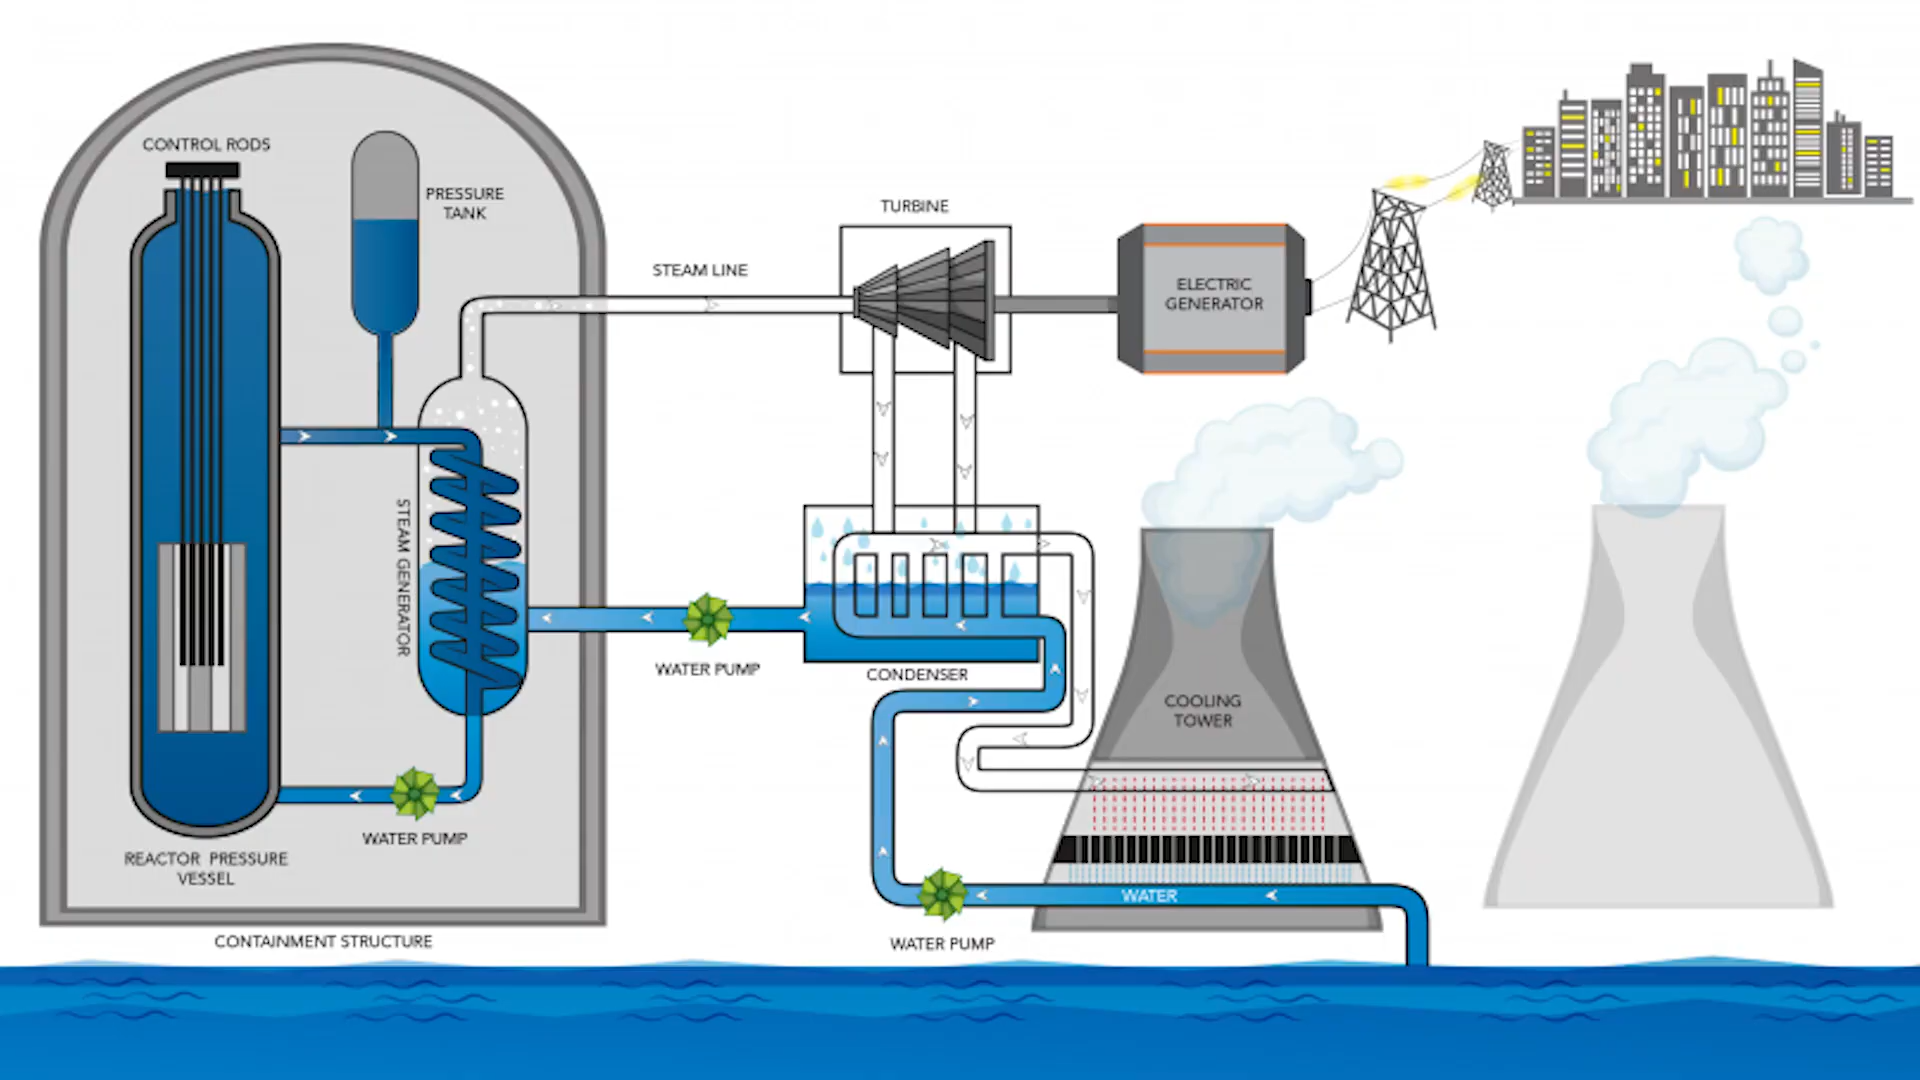 CONTROL RODS
PRESSURE
TANK
STEAM GENERATOR
WATER PUMP
REACTOR PRESSURE
VESSEL
CONTAINMENT STRUCTURE
STEAM LINE
TURBINE
ELECTRIC
GENERATOR
WATER PUMP
CONDENSER
COOLING
TOWER
WATER
WATER PUMP